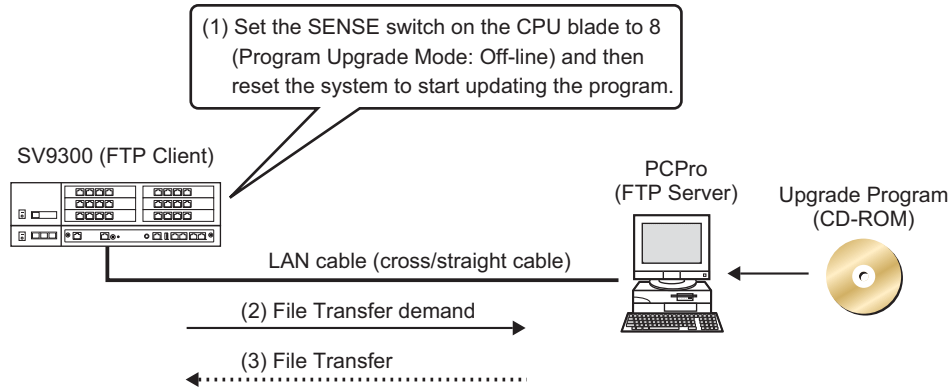 (1) Set the SENSE switch on the CPU blade to 8
(Program Upgrade Mode: Off-line) and then
reset the system to start updating the program.
SV9300 (FTP Client)
PCPro
(FTP Server)
Upgrade Program
(CD-ROM)
LAN cable (cross/straight cable)
(2) File Transfer demand
(3) File Transfer